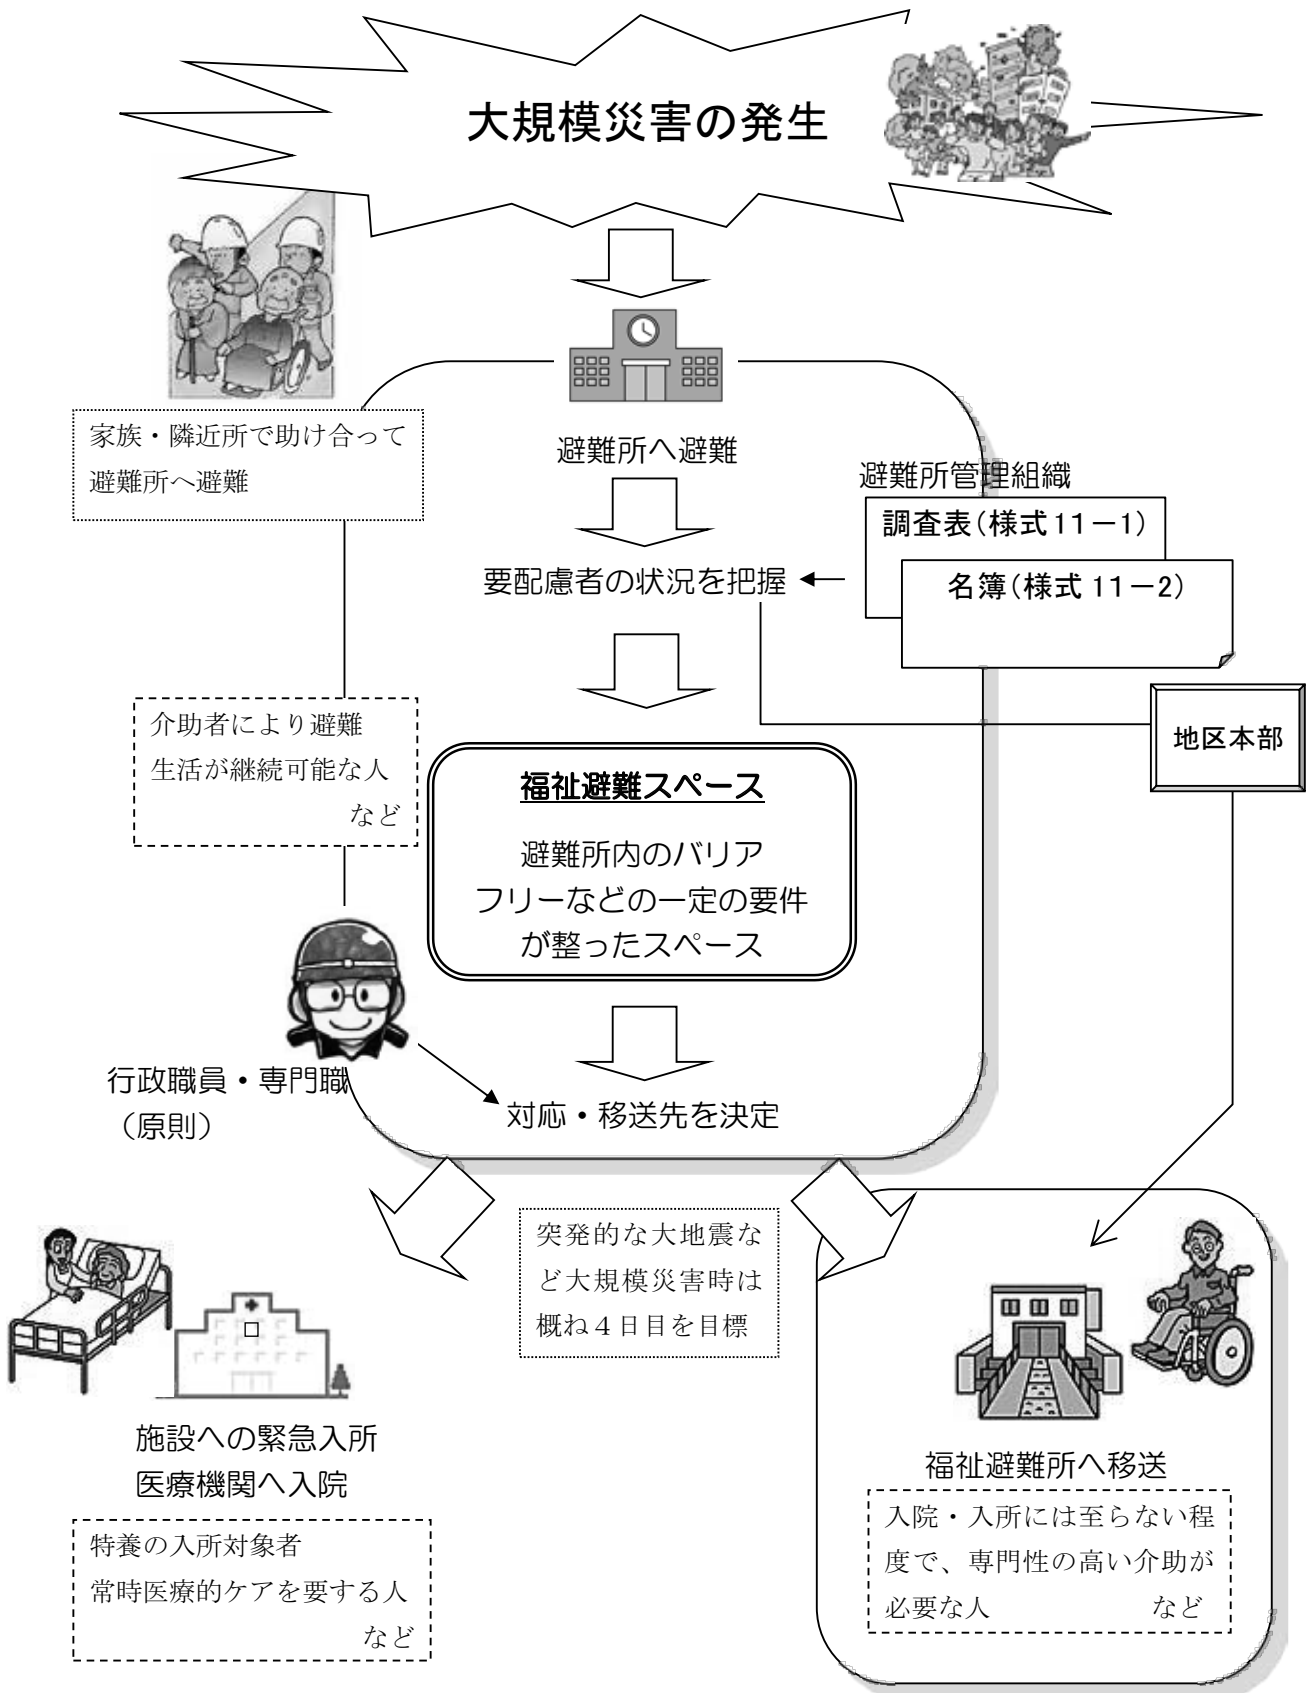 大規模災害の発生
家族・隣近所で助け合って
避難所へ避難
避難所へ避難
避難所管理組織
調査表(様式11-1)
名簿(様式11-2)
要配慮者の状況を把握
地区本部
介助者により避難
生活が継続可能な人
など
福祉避難スペース
避難所内のバリア
フリーなどの一定の要件
が整ったスペース
行政職員・専門職
(原則)
対応・移送先を決定
突発的な大地震な
ど大規模災害時は
概ね4日目を目標
施設への緊急入所
医療機関へ入院
特養の入所対象者
常時医療的ケアを要する人
など
福祉避難所へ移送
入院・入所には至らない程
度で、専門性の高い介助が
必要な人 など